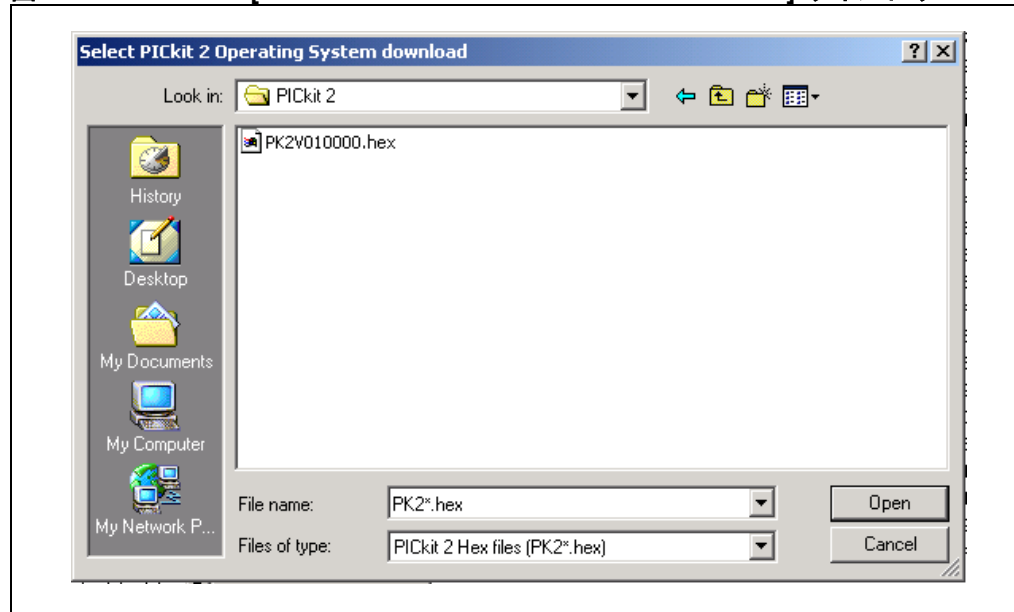 Select PICkit 2 Operating System download
Look in: PICkit 2
PK2V010000.hex
History
Desktop
My Documents
My Computer
My Network P...
File name: PK2*.hex Open
Files of type: PICkit 2 Hex files (PK2*.hex) Cancel